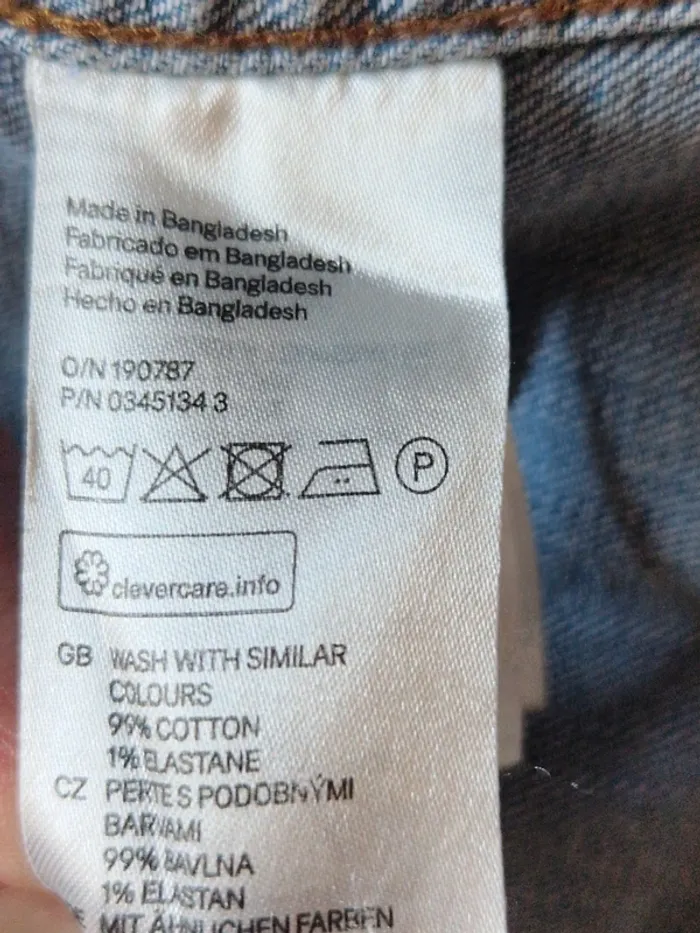 Made in Bangladesh
Fabricado em Bangladesh
Fabriqué en Bangladesh
Hecho en Bangladesh
O/N 190787
P/N 0345134 3
40
P
clevercare.info
GB WASH WITH SIMILAR
COLOURS
99% COTTON
1% ELASTANE
CZ PERTE S PODOBNÝMI
BARVAMI
99% BAVLNA
1% ELASTAN
MIT ÄHNLICHEN FARBEN